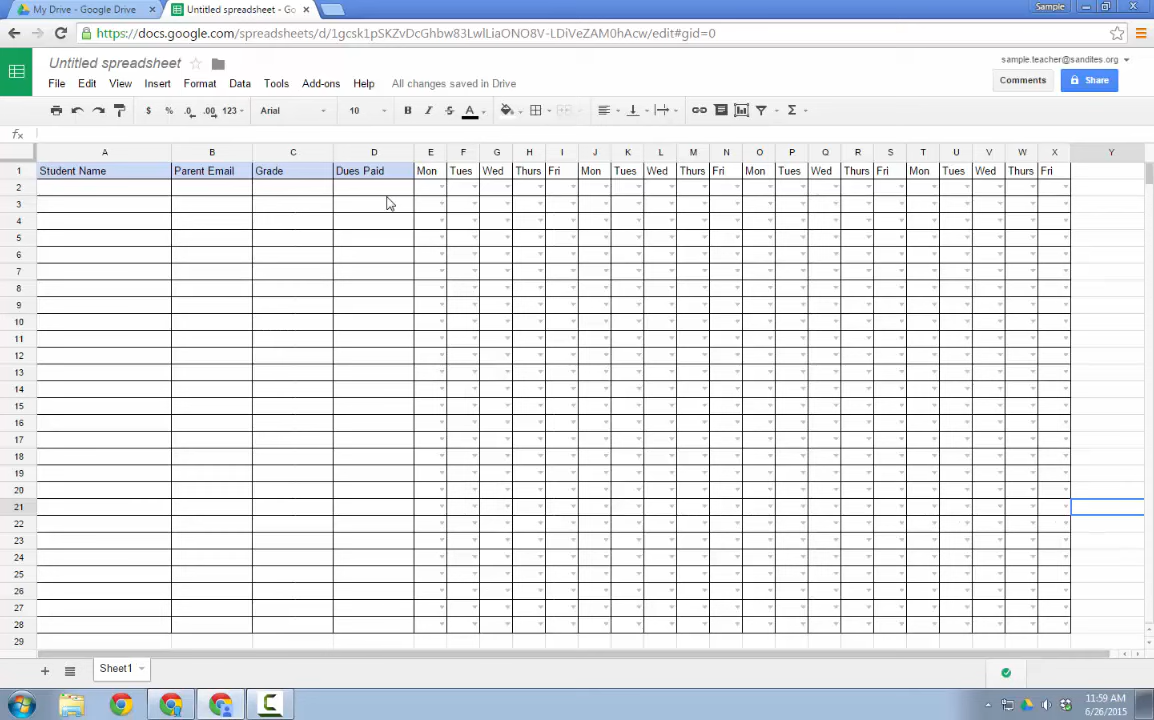 My Drive - Google Drive
Untitled spreadsheet - Go
Sample
https://docs.google.com/spreadsheets/d/1gcsk1pSKZvDcGhbw83LwlLiaONO8V-LDiVeZAM0hAcw/edit#gid=0
Untitled spreadsheet
sample.teacher@sandites.org
File Edit View Insert Format Data Tools Add-ons Help All changes saved in Drive
Comments Share
$ % .0 .00 123 Arial 10 B I S A Σ
fx
A B C D E F G H I J K L M N O P Q R S T U V W X Y
1 Student Name Parent Email Grade Dues Paid Mon Tues Wed Thurs Fri Mon Tues Wed Thurs Fri Mon Tues Wed Thurs Fri Mon Tues Wed Thurs Fri
2
3
4
5
6
7
8
9
10
11
12
13
14
15
16
17
18
19
20
21
22
23
24
25
26
27
28
29
Sheet1
11:59 AM
6/26/2015